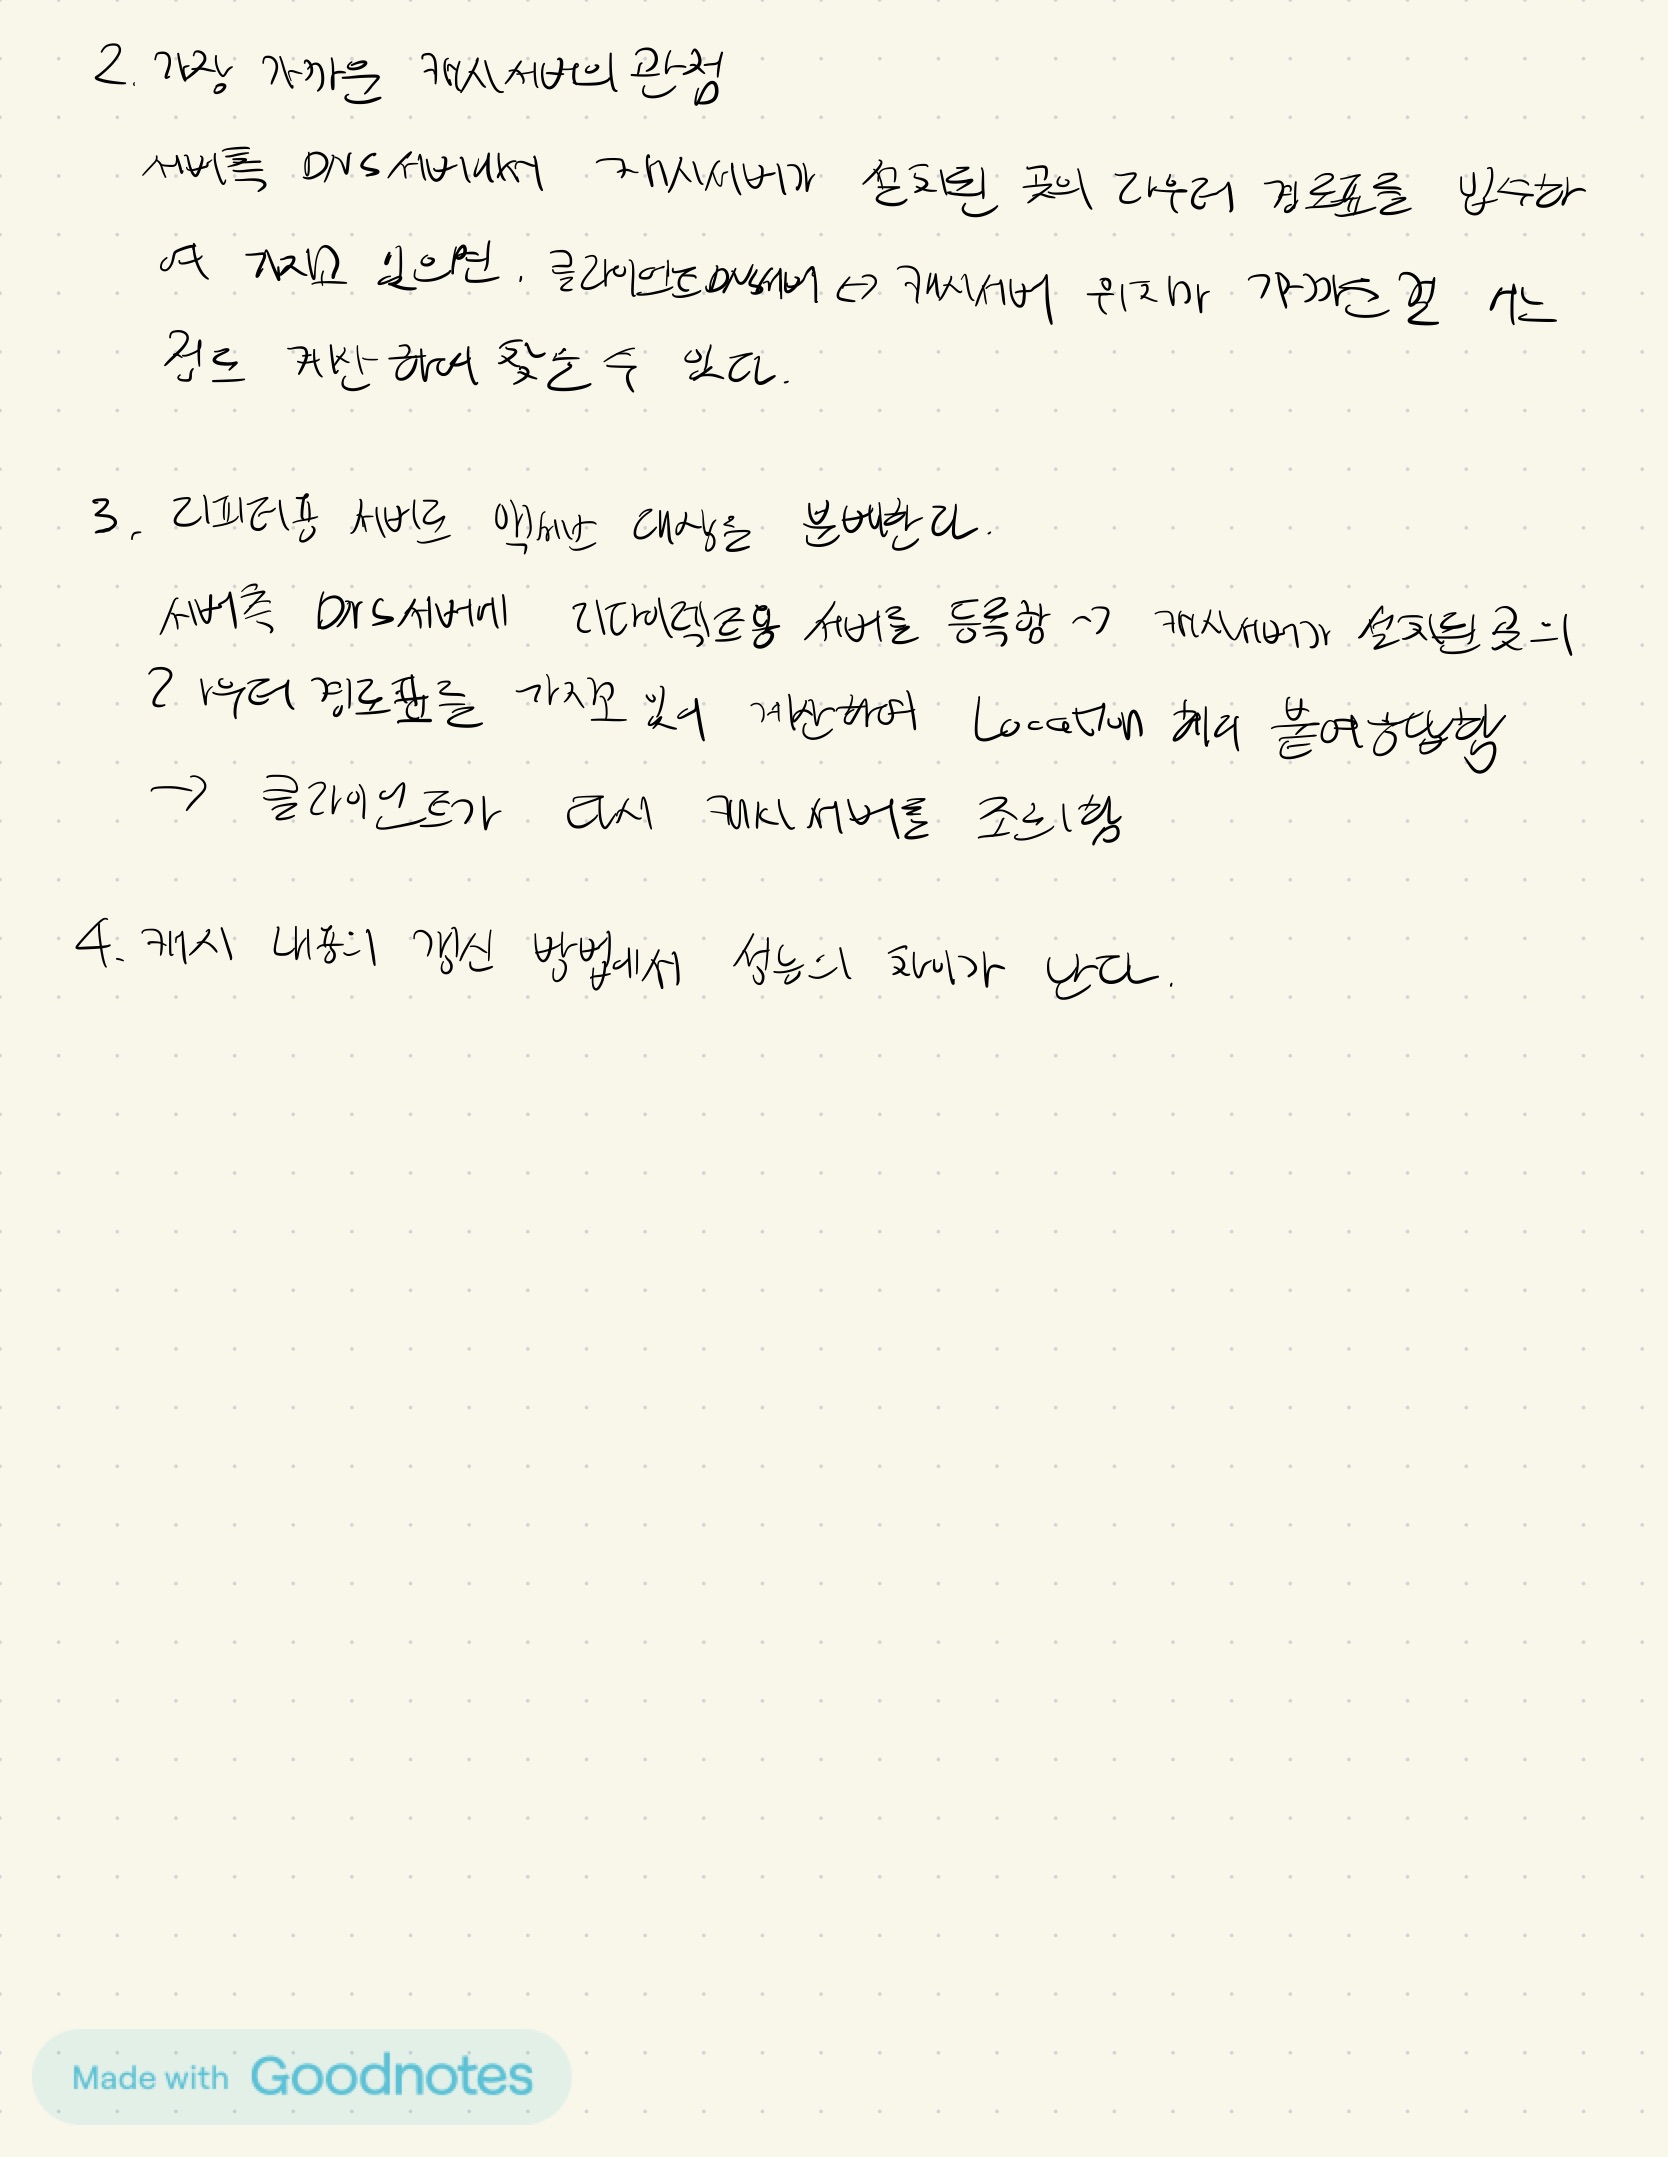 2. 가장 가까운 캐시서버의 관점
서버측 DNS서버에서 캐시서버가 설치된 곳의 라우터 경로표를 입수하
여 가지고 있으면, 클라이언트DNS서버 ↔ 캐시서버 위치마 가까운걸
정도 계산하여 찾을 수 있다.
3. 리피터용 서버로 액세스 대상을 분배한다.
서버측 DNS서버에 리다이렉트용 서버를 등록함 → 캐시서버가 설치된 곳의
라우터 경로표를 가지고 있어 계산하여 Location 헤더 붙여응답함
→ 클라이언트가 다시 캐시서버를 조회함
4. 캐시 내용의 갱신 방법에서 성능의 차이가 난다.
Made with Goodnotes